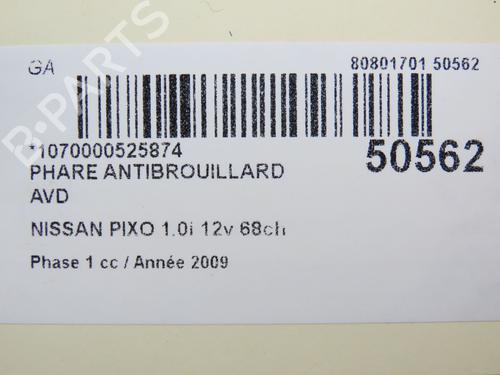 GA
80801701 50562
*1070000525874
50562
PHARE ANTIBROUILLARD
AVD
NISSAN PIXO 1.0i 12v 68ch
Phase 1 cc / Année 2009
B-PARTS